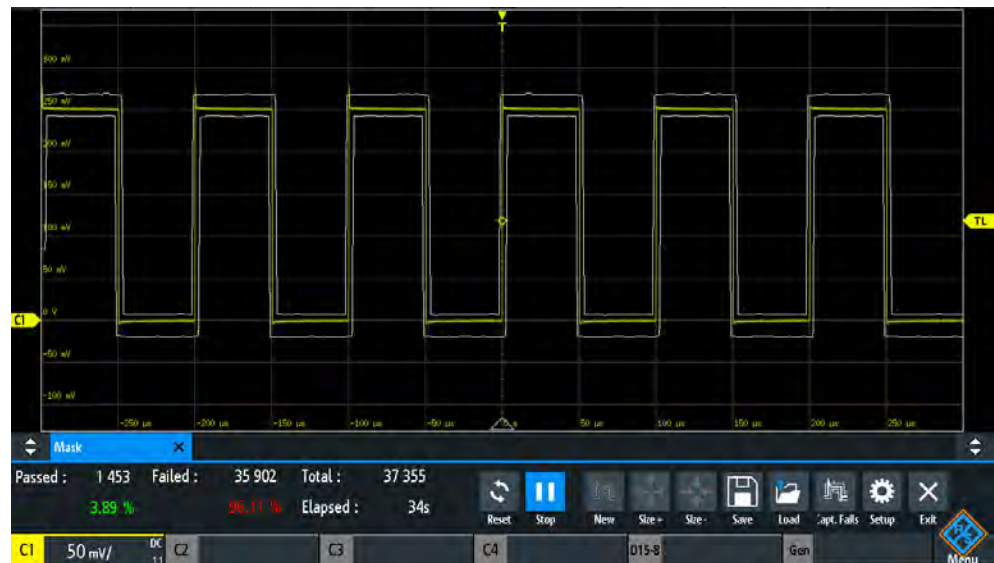 T
300 mV
250 mV
200 mV
150 mV
TL
100 mV
50 mV
0 V
C1
-50 mV
-100 mV
-250 µs -200 µs -150 µs -100 µs -50 µs 0 s 50 µs 100 µs 150 µs 200 µs 250 µs
Mask
Passed : 1 453 Failed : 35 902 Total : 37 355
3.89 % 96.11 % Elapsed : 34s
Reset Stop New Size+ Size- Save Load Capt. Fails Setup Exit
C1 50 mV/ DC C2 C3 C4 D15-8 Gen
R&S
Menu